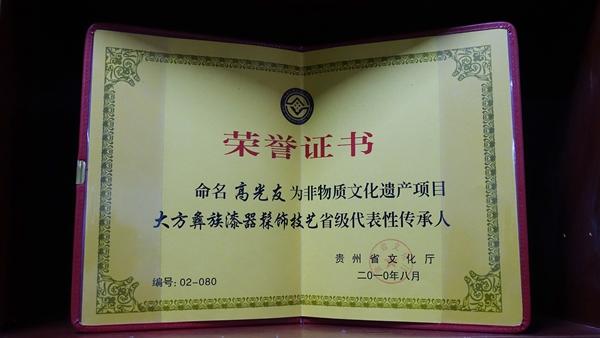 荣誉证书
命名 高光友 为非物质文化遗产项目
大方彝族漆器髹饰技艺省级代表性传承人
贵州省文化厅
编号：02-080
二〇一〇年八月